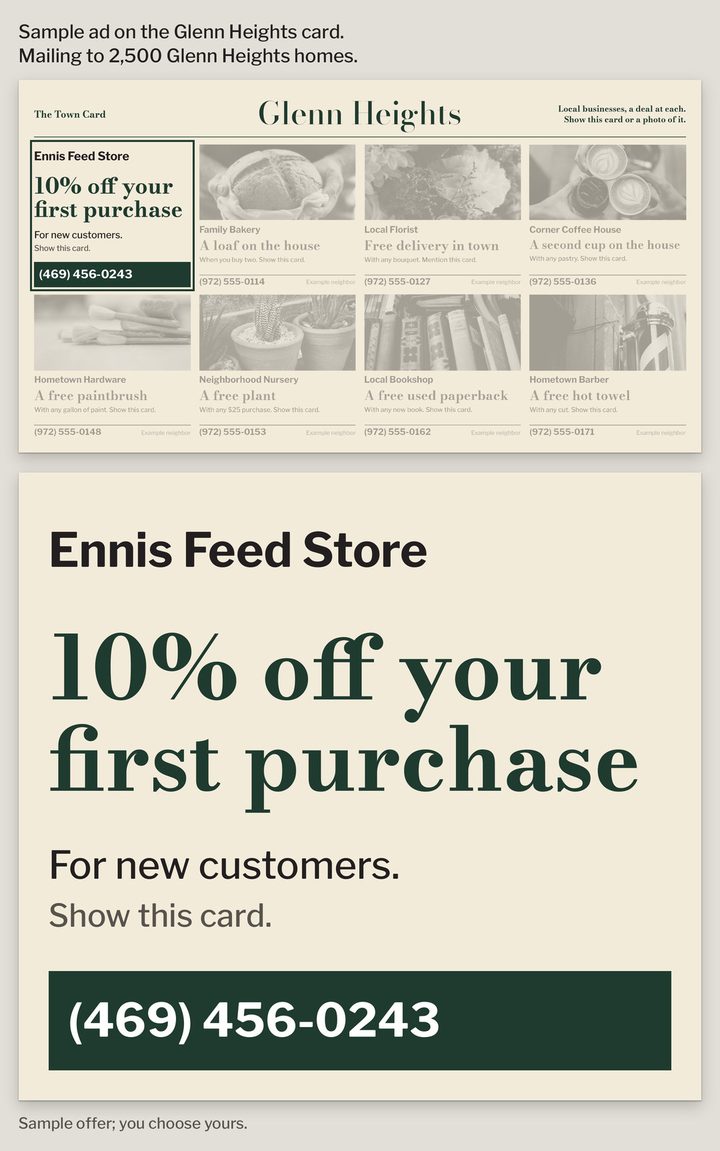 Sample ad on the Glenn Heights card.
Mailing to 2,500 Glenn Heights homes.
The Town Card
Glenn Heights
Local businesses, a deal at each.
Show this card or a photo of it.
Ennis Feed Store
10% off your
first purchase
For new customers.
Show this card.
(469) 456-0243
Family Bakery
A loaf on the house
When you buy two. Show this card.
(972) 555-0114
Example neighbor
Local Florist
Free delivery in town
With any bouquet. Mention this card.
(972) 555-0127
Example neighbor
Corner Coffee House
A second cup on the house
With any pastry. Show this card.
(972) 555-0136
Example neighbor
Hometown Hardware
A free paintbrush
With any gallon of paint. Show this card.
(972) 555-0148
Example neighbor
Neighborhood Nursery
A free plant
With any $25 purchase. Show this card.
(972) 555-0153
Example neighbor
Local Bookshop
A free used paperback
With any new book. Show this card.
(972) 555-0162
Example neighbor
Hometown Barber
A free hot towel
With any cut. Show this card.
(972) 555-0171
Example neighbor
Ennis Feed Store
10% off your
first purchase
For new customers.
Show this card.
(469) 456-0243
Sample offer; you choose yours.